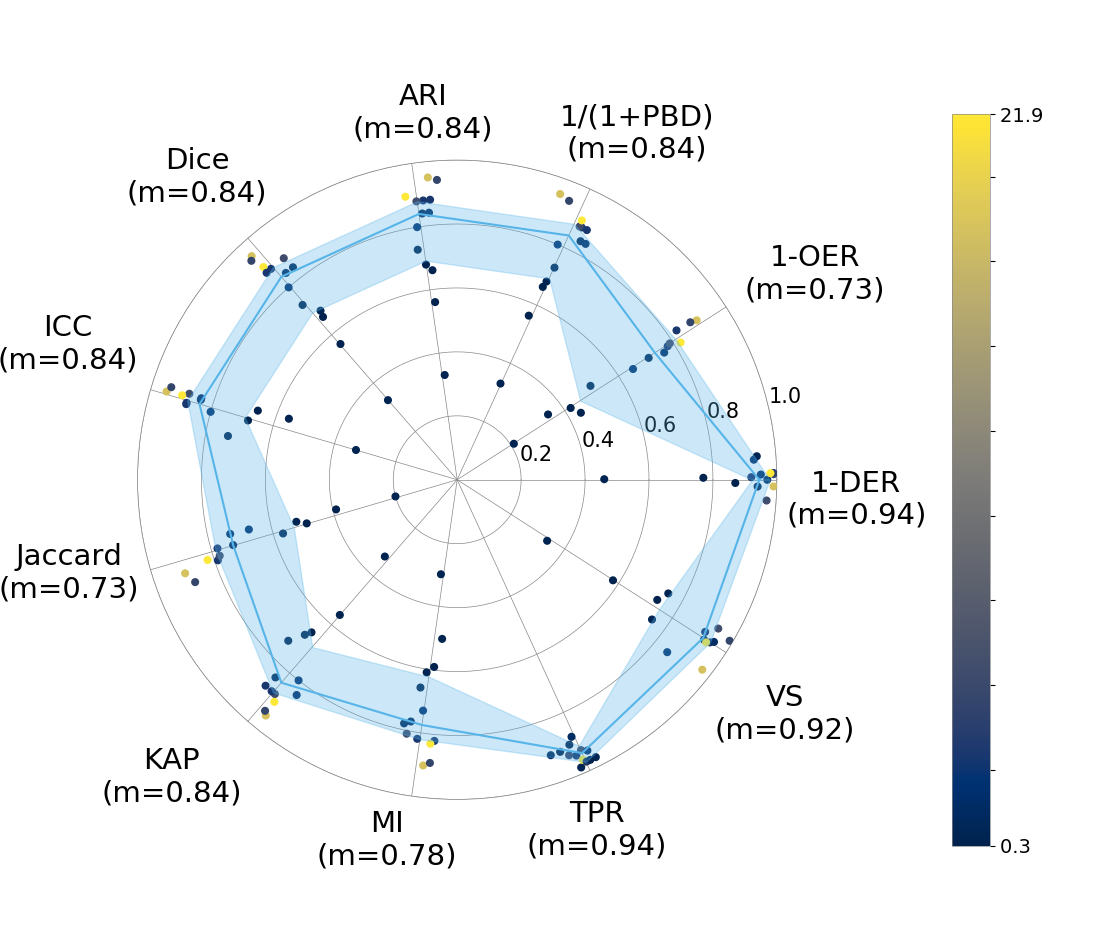 ARI
(m=0.84)
1/(1+PBD)
(m=0.84)
21.9
Dice
(m=0.84)
1-OER
(m=0.73)
ICC
(m=0.84)
1.0
0.8
0.6
0.4
0.2
1-DER
(m=0.94)
Jaccard
(m=0.73)
VS
(m=0.92)
KAP
(m=0.84)
TPR
(m=0.94)
MI
(m=0.78)
0.3